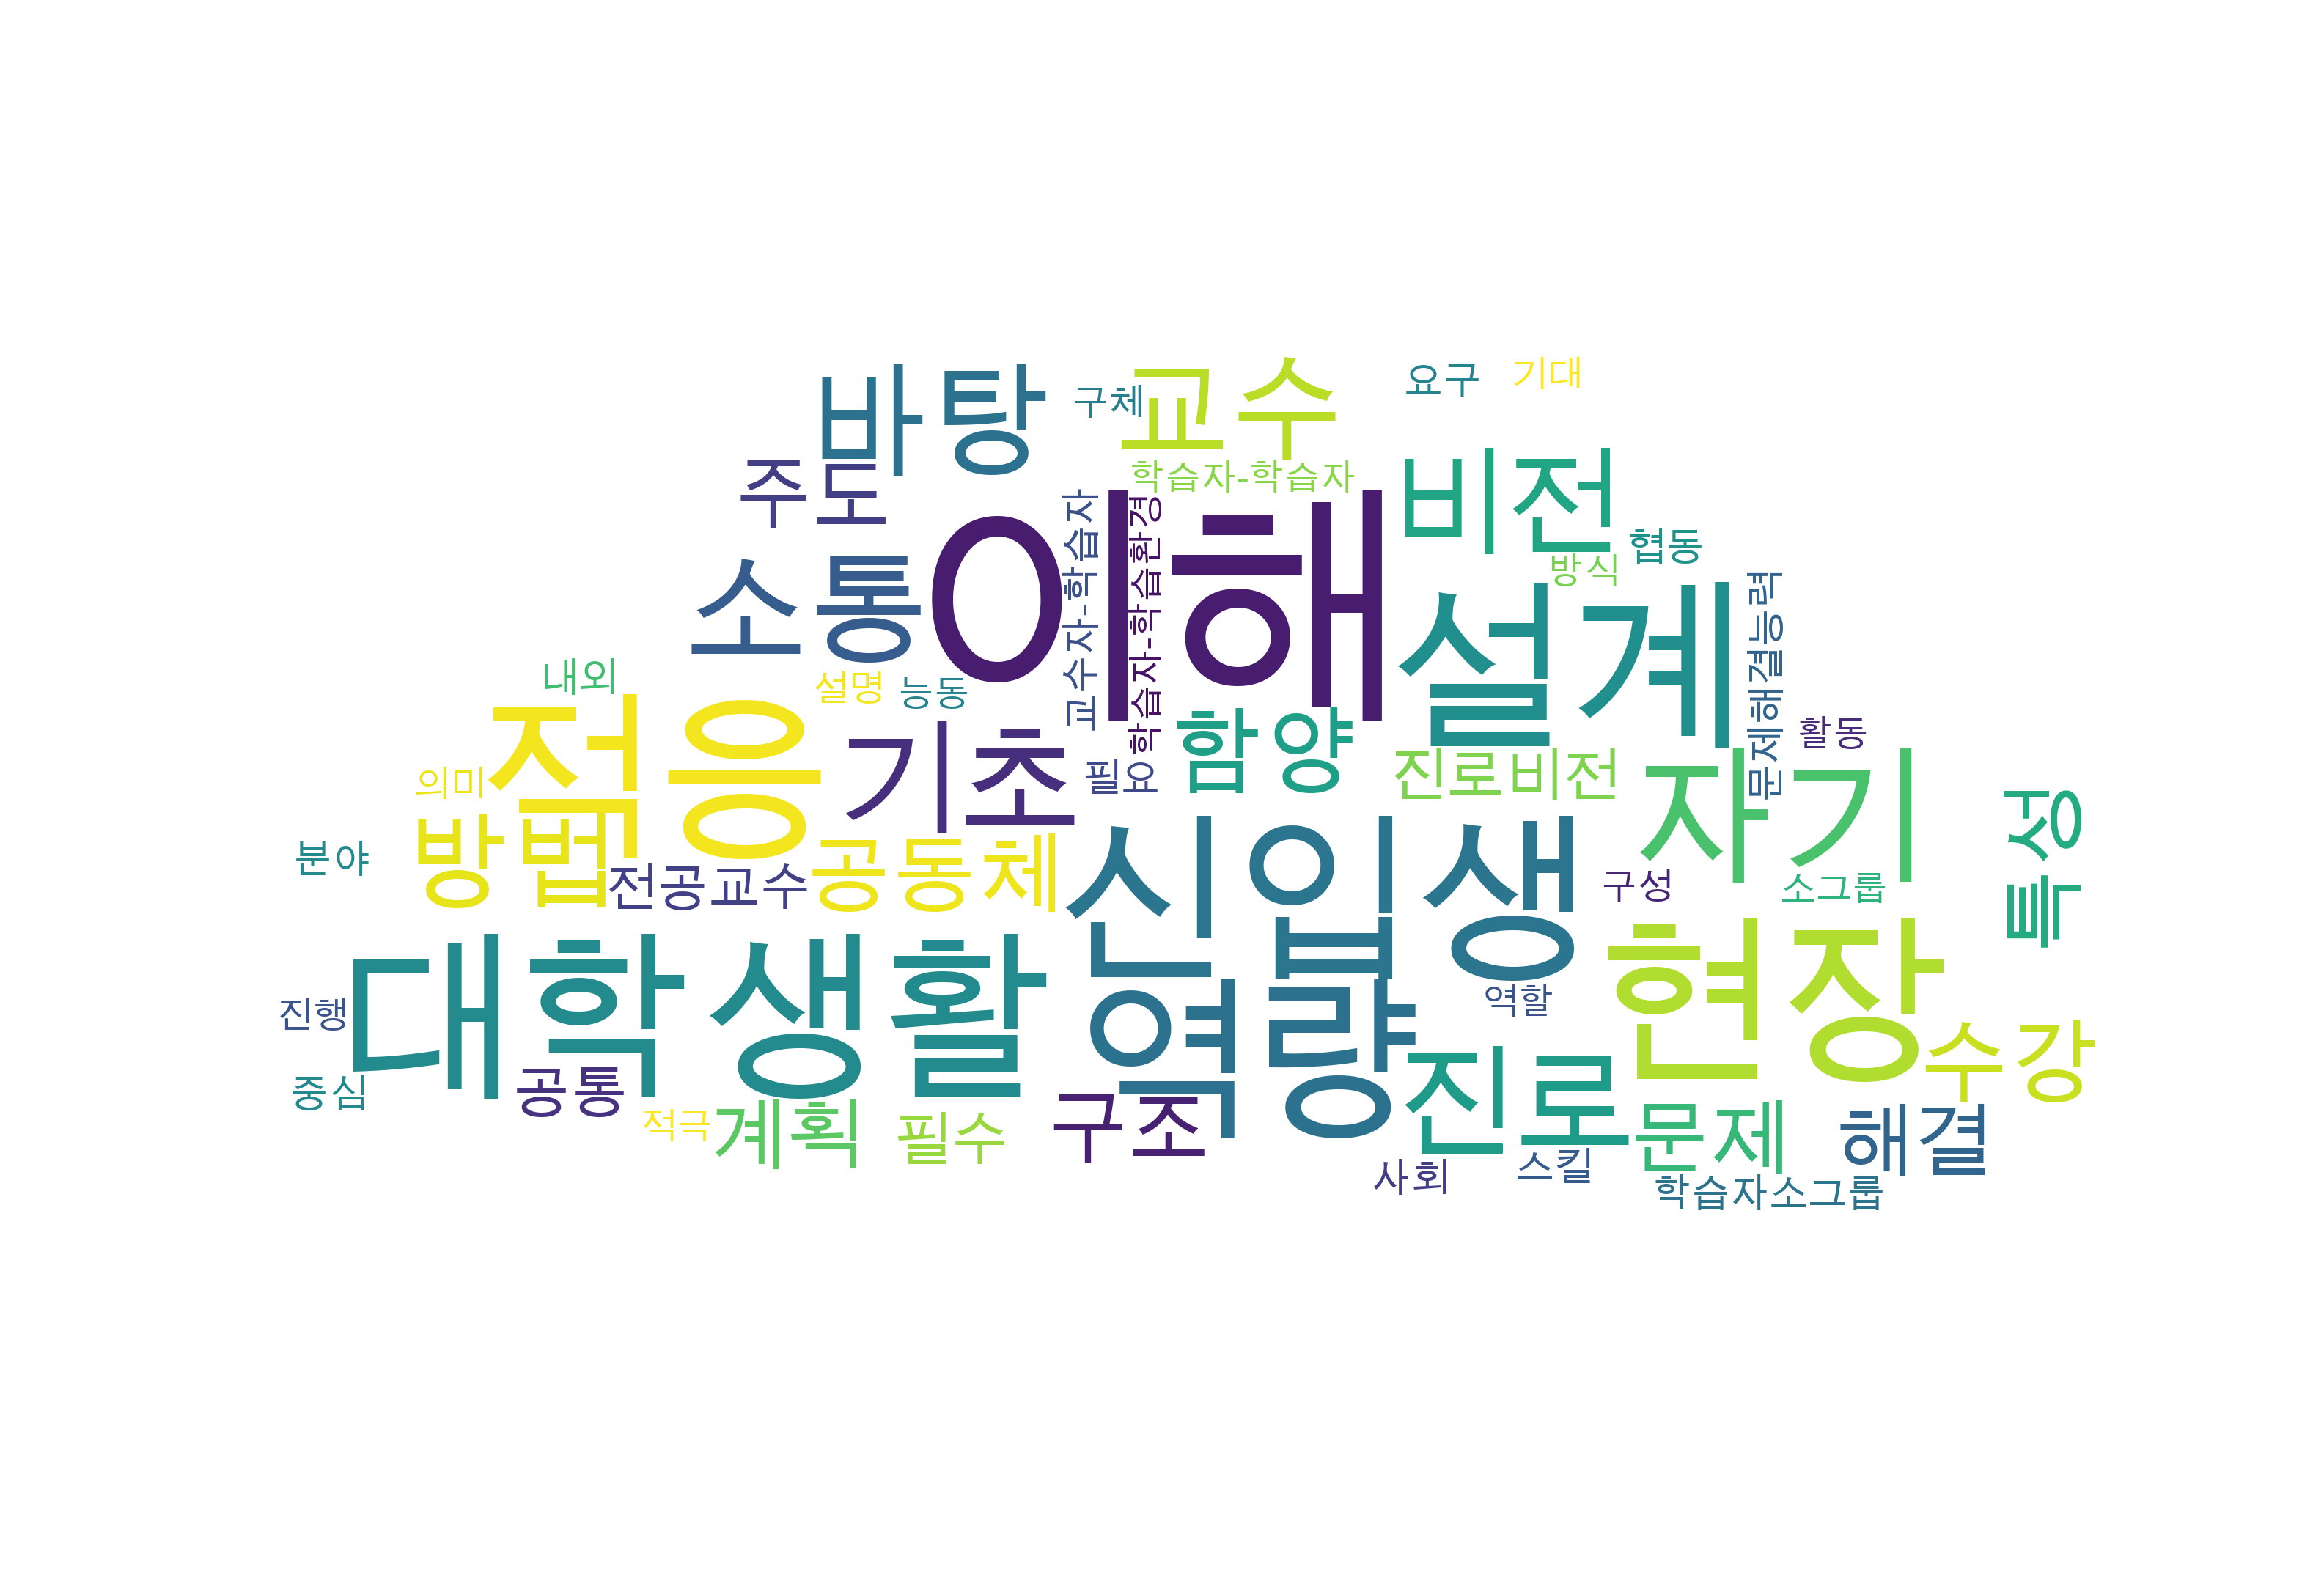 바탕
구체
교수
요구
기대
주도
학습자-학습자
비전
협동
방식
소통
이해
교수자-학습자
학습자-학습환경
설계
문제해결능력
내외
설명
능동
적응
기초
필요
함양
진로비전
활동
자기
특성
의미
방법
분야
전공교수
공동체
신입생
구성
소그룹
현장
대학생활
진행
역량
역할
수강
중심
공통
적극
계획
필수
구조
진로
문제
해결
사회
스킬
학습자소그룹